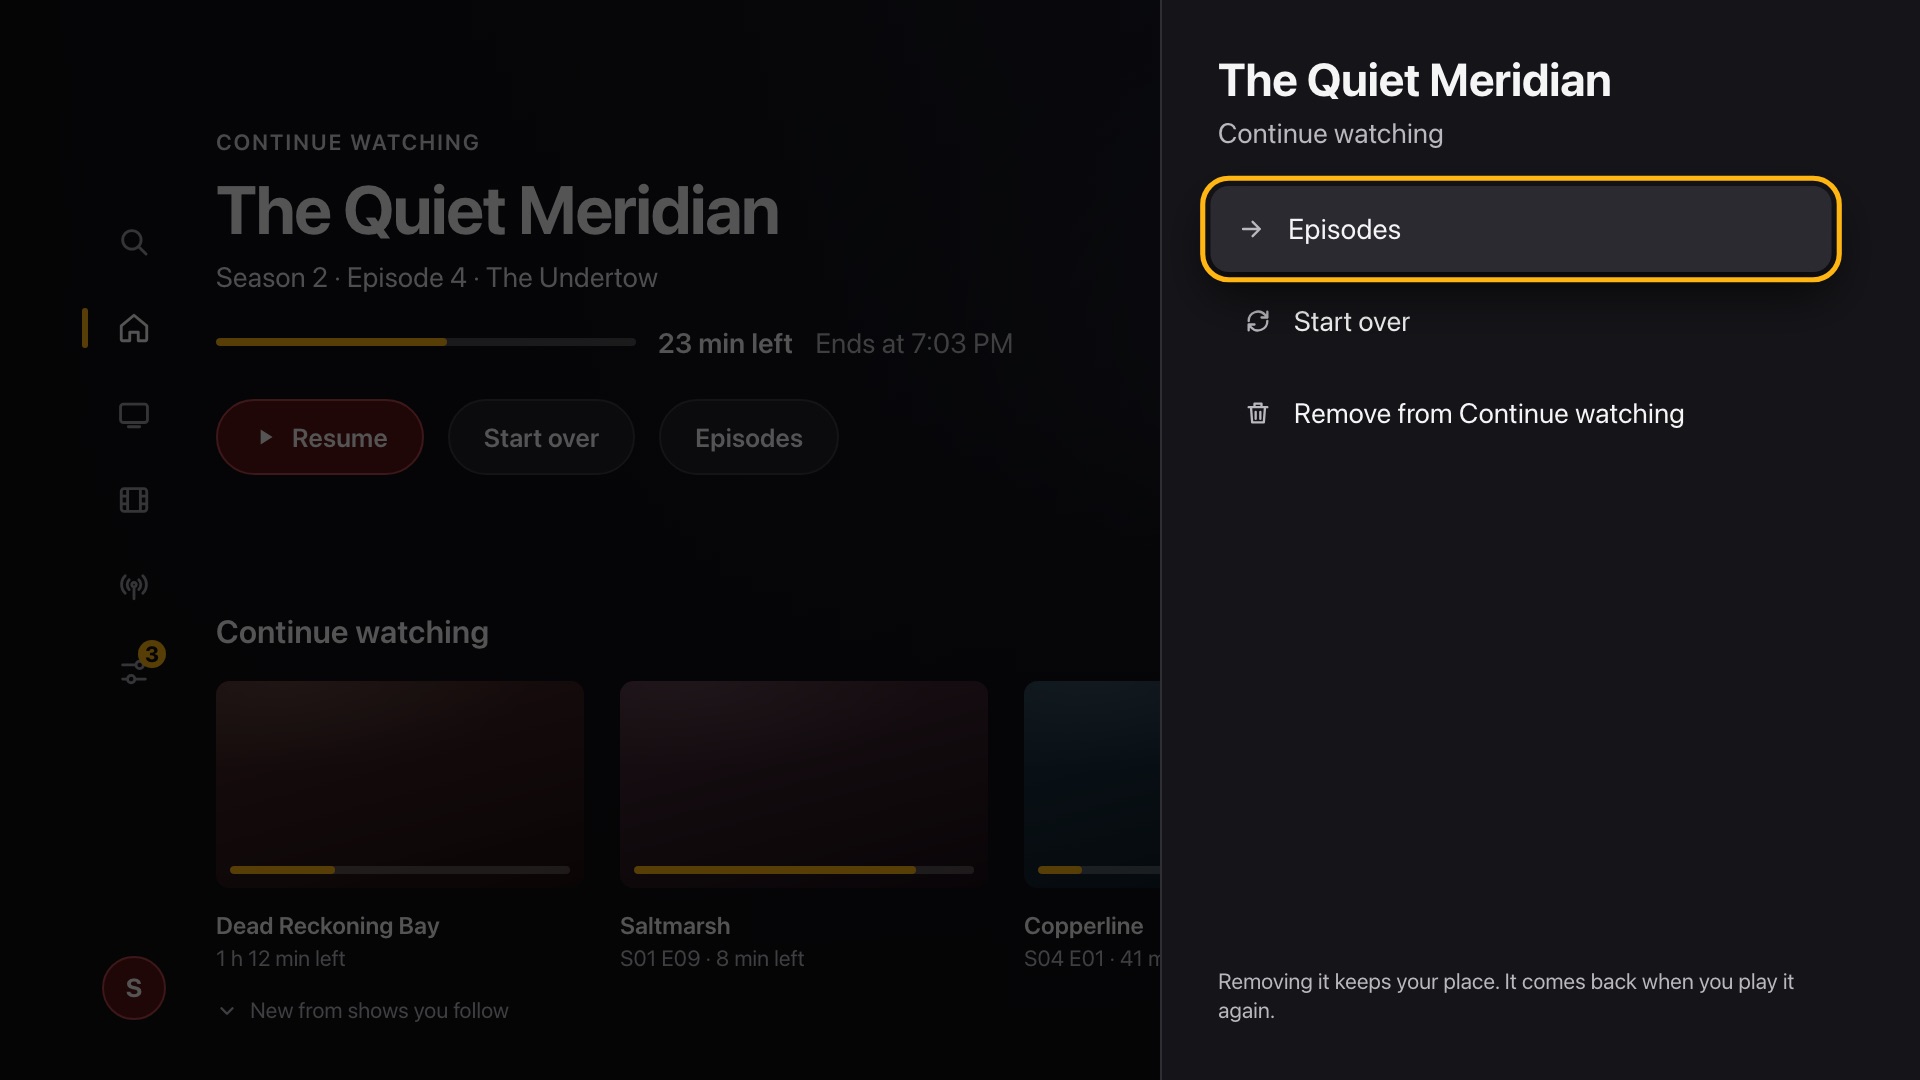 CONTINUE WATCHING
The Quiet Meridian
Season 2 · Episode 4 · The Undertow
23 min left Ends at 7:03 PM
Resume Start over Episodes
3
Continue watching
Dead Reckoning Bay
1 h 12 min left
Saltmarsh
S01 E09 · 8 min left
Copperline
S04 E01 · 41 m
S
New from shows you follow
The Quiet Meridian
Continue watching
Episodes
Start over
Remove from Continue watching
Removing it keeps your place. It comes back when you play it
again.